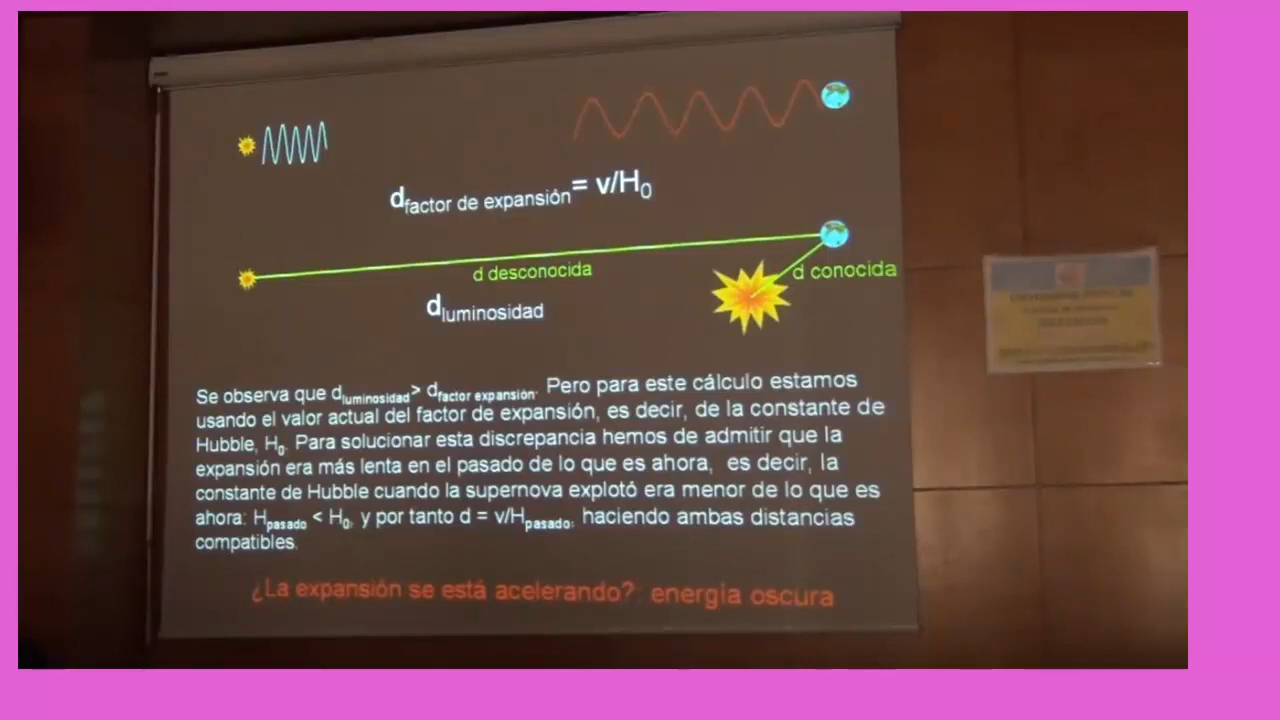 dfactor de expansión= v/H0
d desconocida
d conocida
dluminosidad
Se observa que dluminosidad> dfactor expansión. Pero para este cálculo estamos
usando el valor actual del factor de expansión, es decir, de la constante de
Hubble, H0. Para solucionar esta discrepancia hemos de admitir que la
expansión era más lenta en el pasado de lo que es ahora, es decir, la
constante de Hubble cuando la supernova explotó era menor de lo que es
ahora: Hpasado < H0, y por tanto d = v/Hpasado, haciendo ambas distancias
compatibles.
¿La expansión se está acelerando?: energía oscura